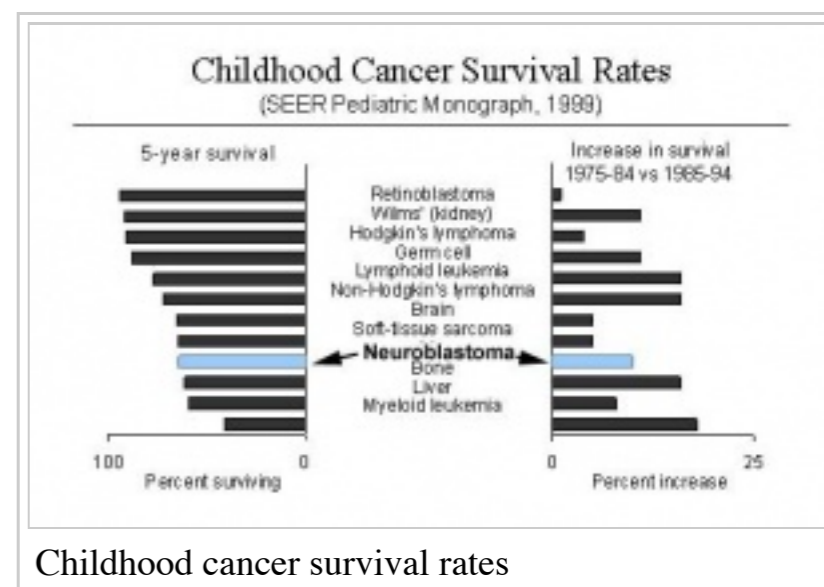 Childhood Cancer Survival Rates
(SEER Pediatric Monograph, 1999)
5-year survival
Increase in survival
1975-84 vs 1985-94
Retinoblastoma
Wilms' (kidney)
Hodgkin's lymphoma
Germ cell
Lymphoid leukemia
Non-Hodgkin's lymphoma
Brain
Soft-tissue sarcoma
Neuroblastoma
Bone
Liver
Myeloid leukemia
100 0
Percent surviving
0 25
Percent increase
Childhood cancer survival rates